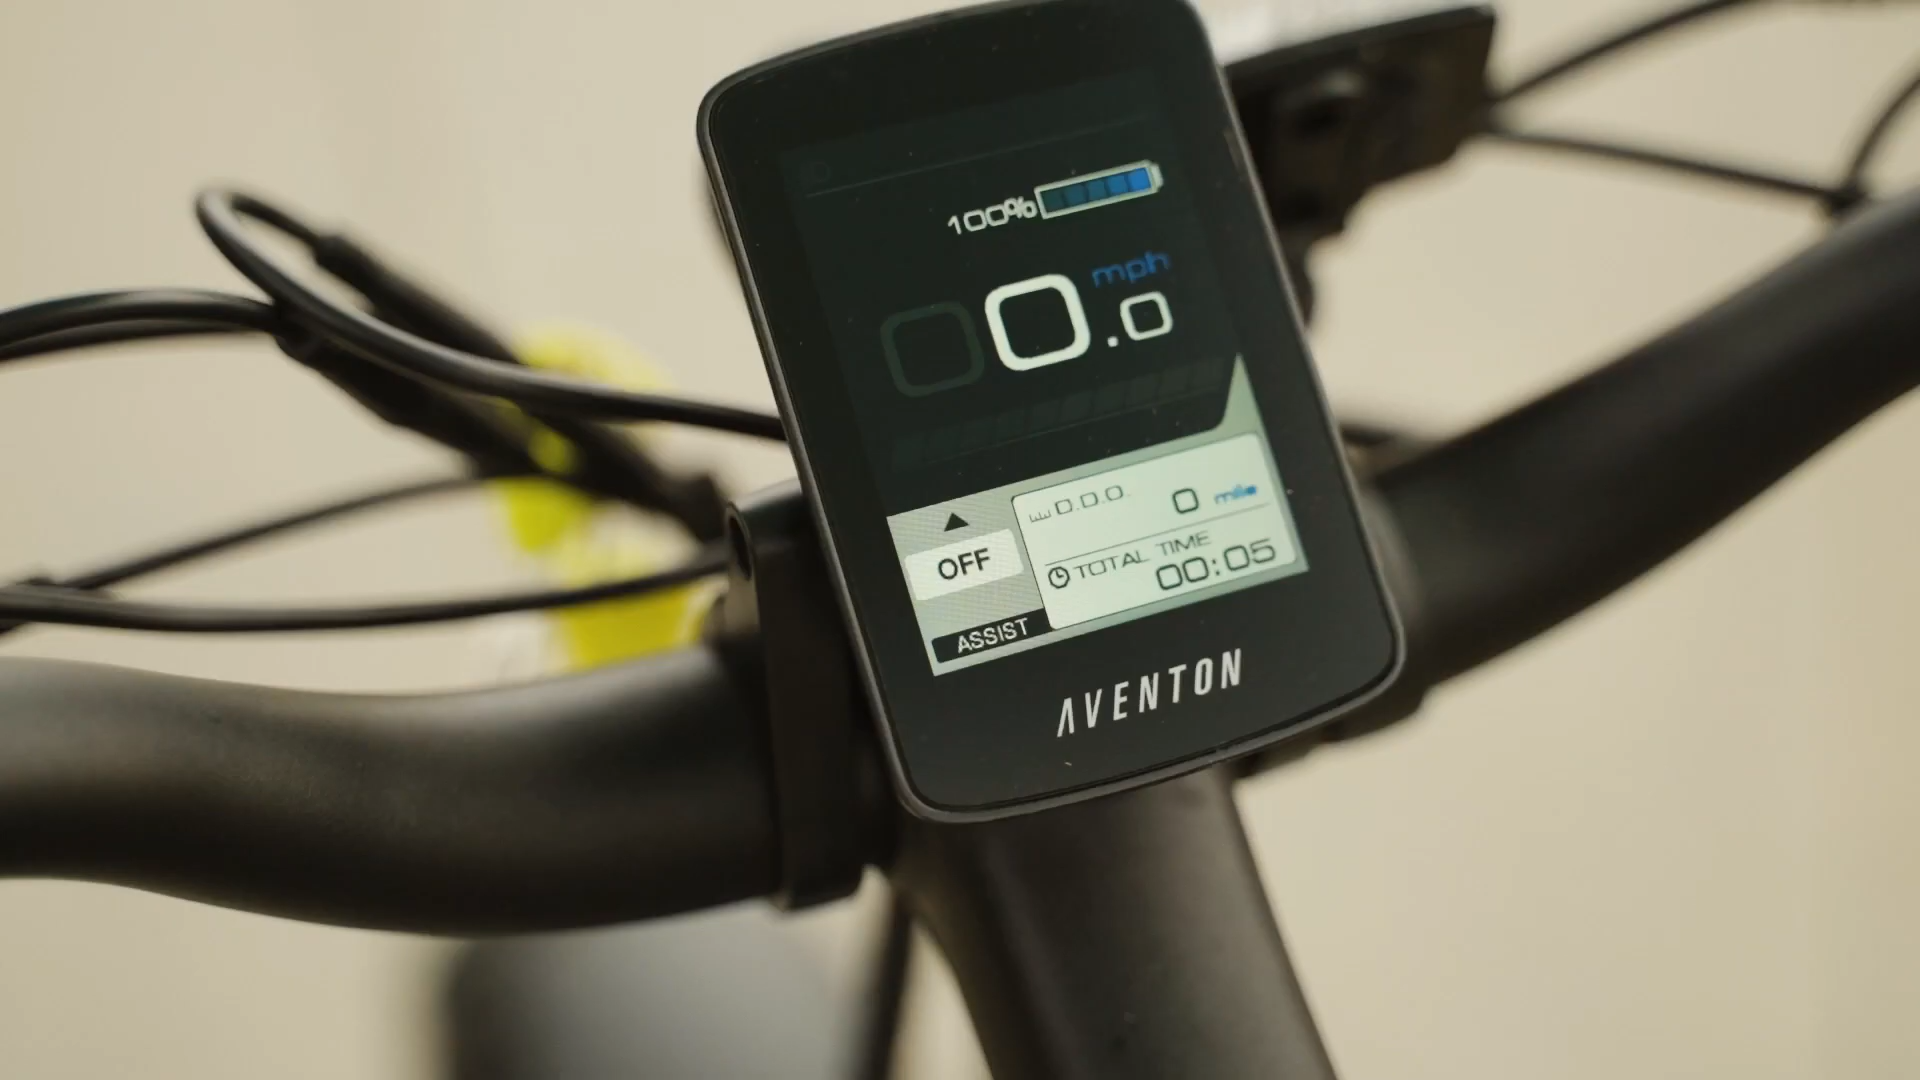 100%
mph
0.0
O.D.O. 0 mile
OFF
TOTAL TIME
00:05
ASSIST
AVENTON